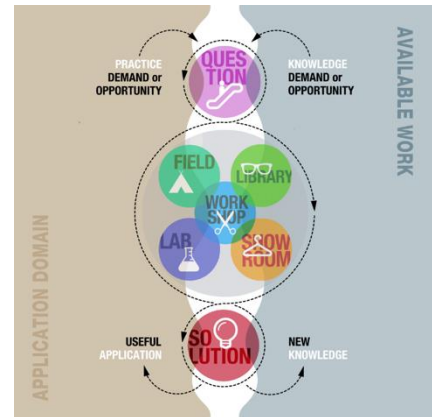 PRACTICE
DEMAND or
OPPORTUNITY
QUES
TION
KNOWLEDGE
DEMAND or
OPPORTUNITY
AVAILABLE WORK
FIELD
LIBRARY
WORK
SHOP
LAB
SHOW
ROOM
APPLICATION DOMAIN
USEFUL
APPLICATION
SO
LUTION
NEW
KNOWLEDGE